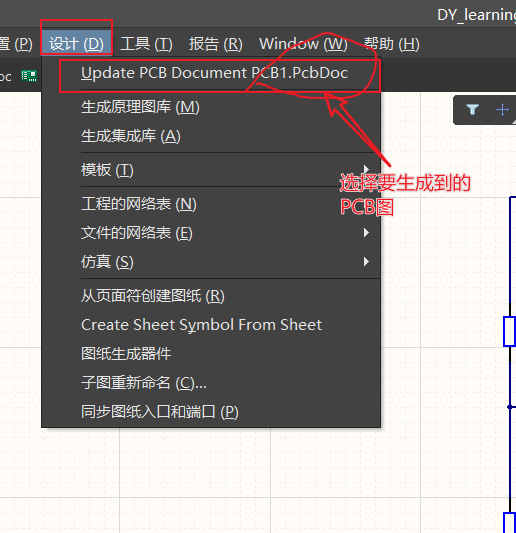 DY_learning
置 (P) 设计 (D) 工具 (T) 报告 (R) Window (W) 帮助 (H)
oc
Update PCB Document PCB1.PcbDoc
生成原理图库 (M)
生成集成库 (A)
模板 (T)
选择要生成到的
PCB图
工程的网络表 (N)
文件的网络表 (E)
仿真 (S)
从页面符创建图纸 (R)
Create Sheet Symbol From Sheet
图纸生成器件
子图重新命名 (C)...
同步图纸入口和端口 (P)